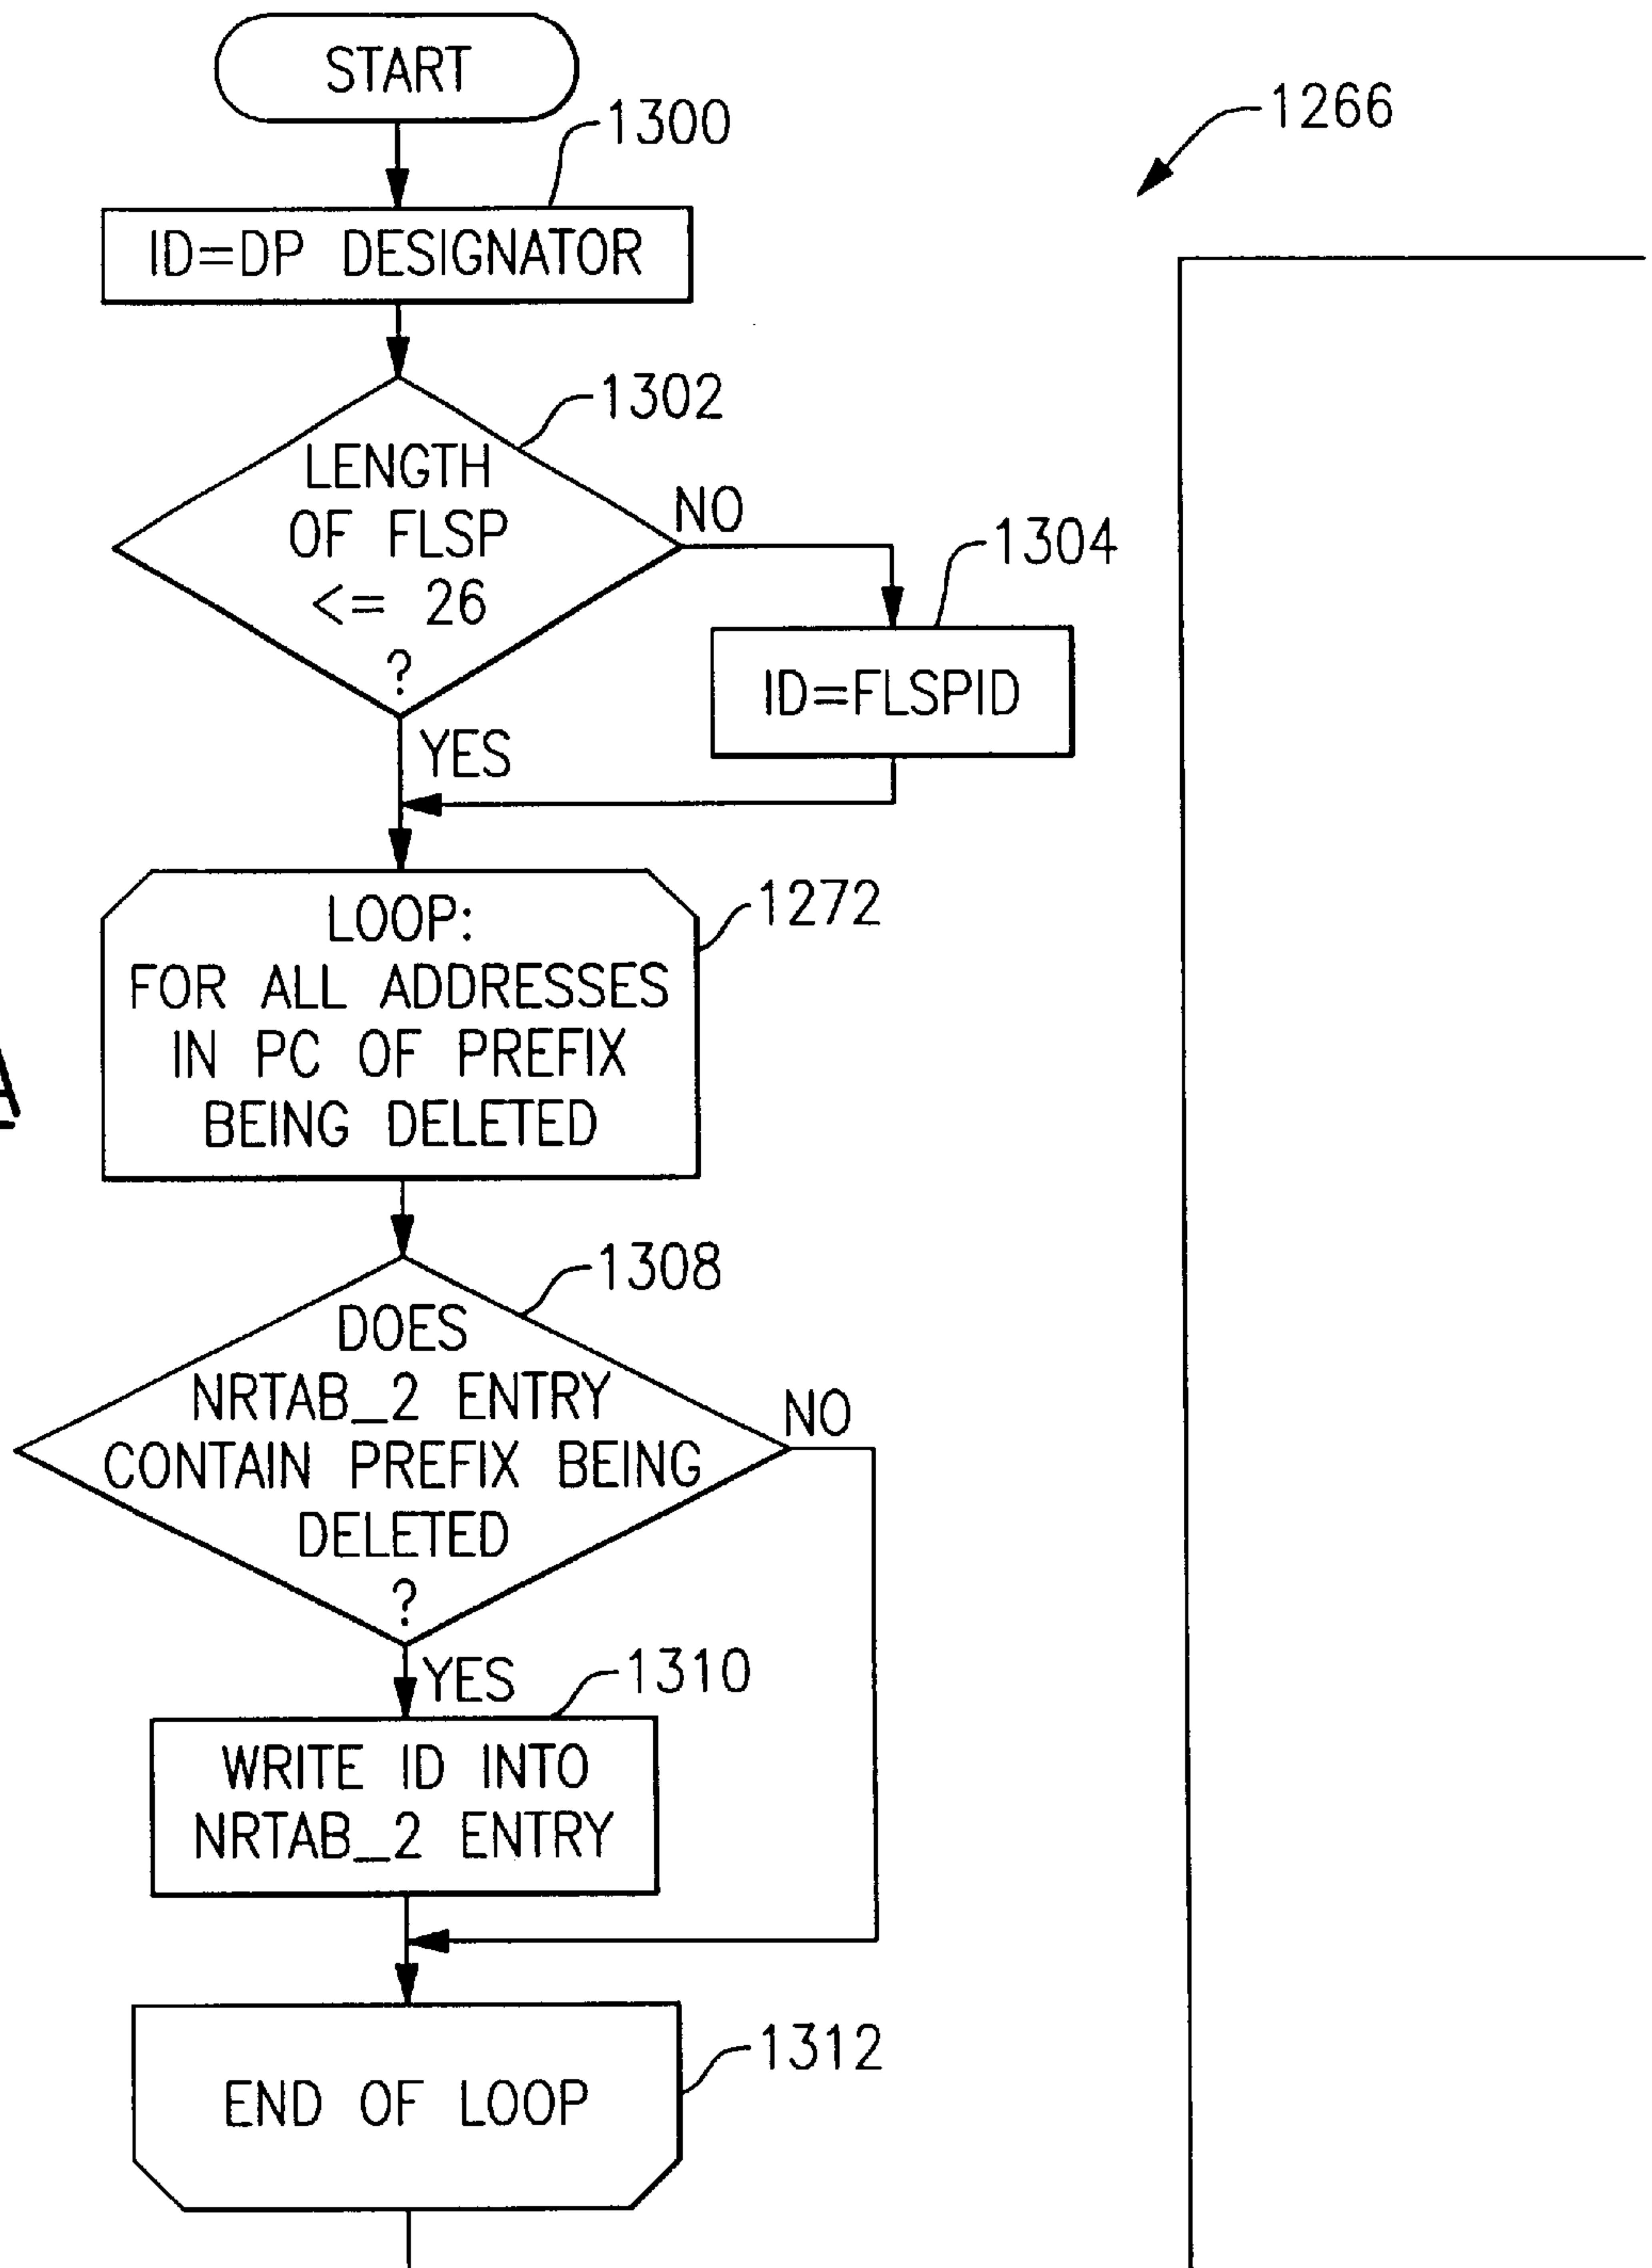 START
1300
1266
ID=DP DESIGNATOR
1302
LENGTH
OF FLSP
<= 26
?
NO
1304
ID=FLSPID
YES
1272
LOOP:
FOR ALL ADDRESSES
IN PC OF PREFIX
BEING DELETED
A
1308
DOES
NRTAB_2 ENTRY
CONTAIN PREFIX BEING
DELETED
?
NO
YES
1310
WRITE ID INTO
NRTAB_2 ENTRY
1312
END OF LOOP